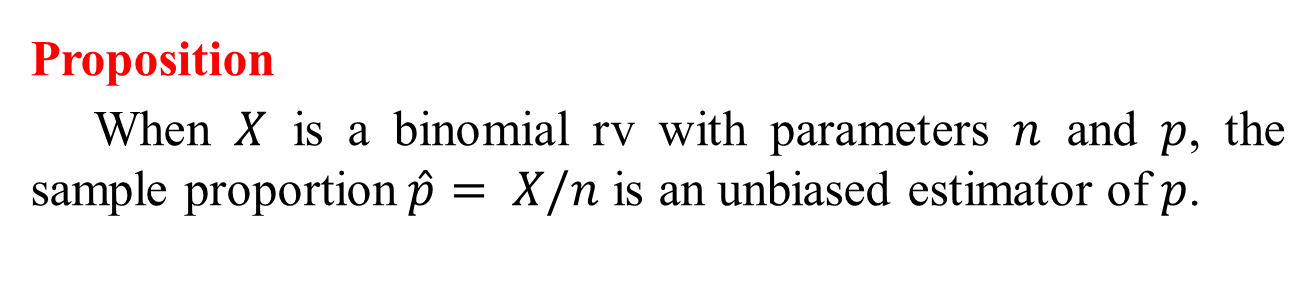 Proposition
When X is a binomial rv with parameters n and p, the
sample proportion p̂ = X/n is an unbiased estimator of p.